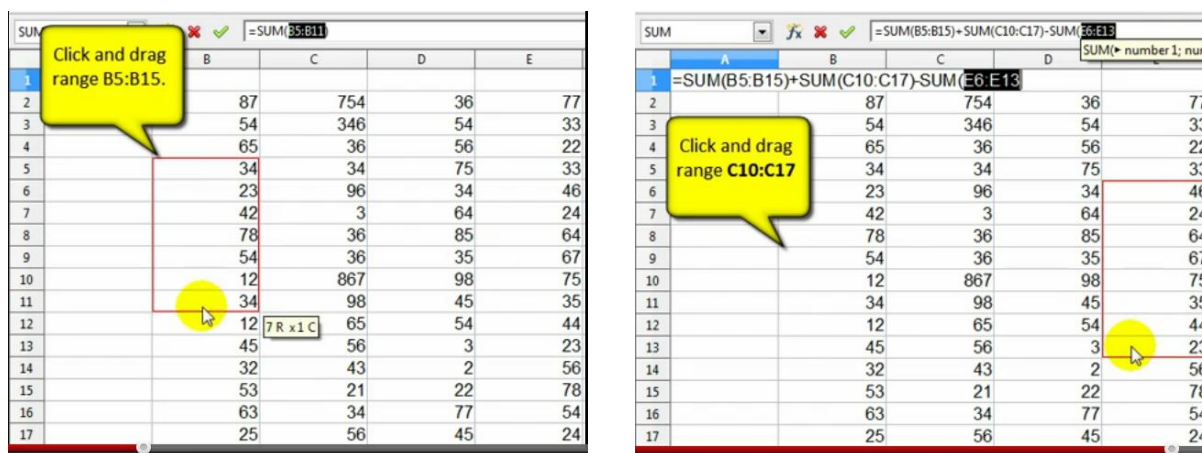 SUM =SUM(B5:B11)
Click and drag
range B5:B15.
B C D E
1
2 87 754 36 77
3 54 346 54 33
4 65 36 56 22
5 34 34 75 33
6 23 96 34 46
7 42 3 64 24
8 78 36 85 64
9 54 36 35 67
10 12 867 98 75
11 34 98 45 35
12 12 65 54 44
7 R x1 C
13 45 56 3 23
14 32 43 2 56
15 53 21 22 78
16 63 34 77 54
17 25 56 45 24
SUM =SUM(B5:B15)+SUM(C10:C17)-SUM(E6:E13
SUM( number1;
A B C D
1 =SUM(B5:B15)+SUM(C10:C17)-SUM(E6:E13
Click and drag
range C10:C17
2 87 754 36
3 54 346 54
4 65 36 56
5 34 34 75
6 23 96 34
7 42 3 64
8 78 36 85
9 54 36 35
10 12 867 98
11 34 98 45
12 12 65 54
13 45 56 3
14 32 43 2
15 53 21 22
16 63 34 77
17 25 56 45